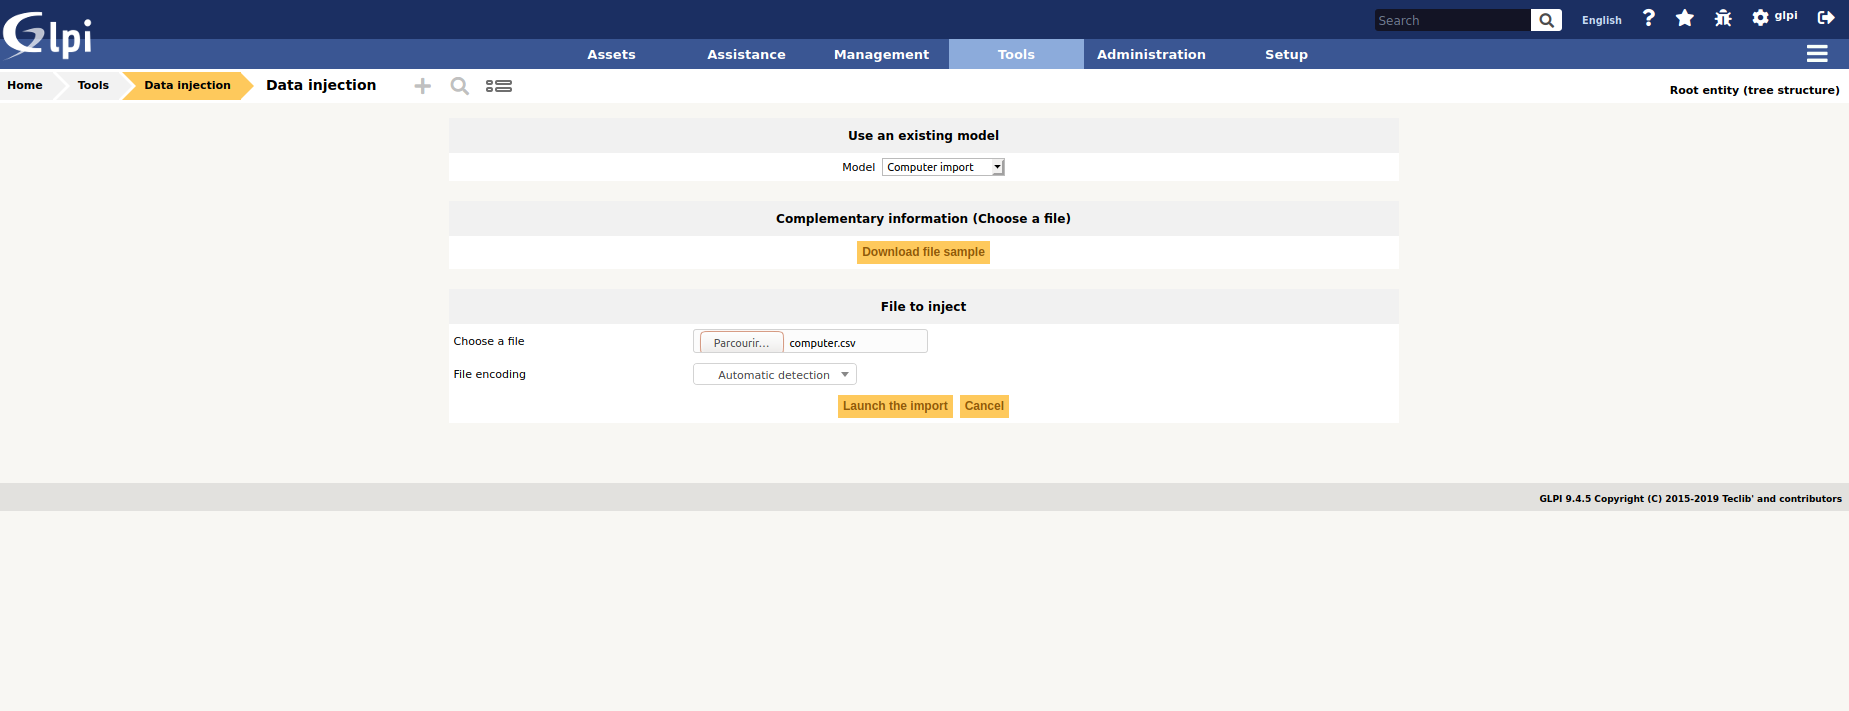 Glpi
Search
English
glpi
Assets
Assistance
Management
Tools
Administration
Setup
Home
Tools
Data injection
Data injection
Root entity (tree structure)
Use an existing model
Model Computer import
Complementary information (Choose a file)
Download file sample
File to inject
Choose a file Parcourir... computer.csv
File encoding Automatic detection
Launch the import Cancel
GLPI 9.4.5 Copyright (C) 2015-2019 Teclib' and contributors